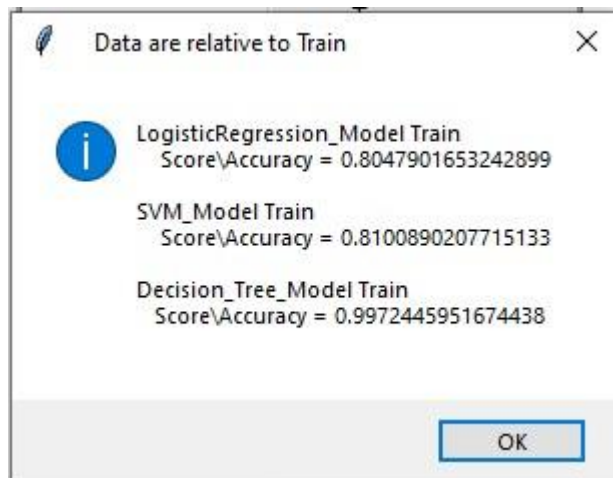 Data are relative to Train
LogisticRegression_Model Train
Score\Accuracy = 0.8047901653242899
SVM_Model Train
Score\Accuracy = 0.8100890207715133
Decision_Tree_Model Train
Score\Accuracy = 0.9972445951674438
OK